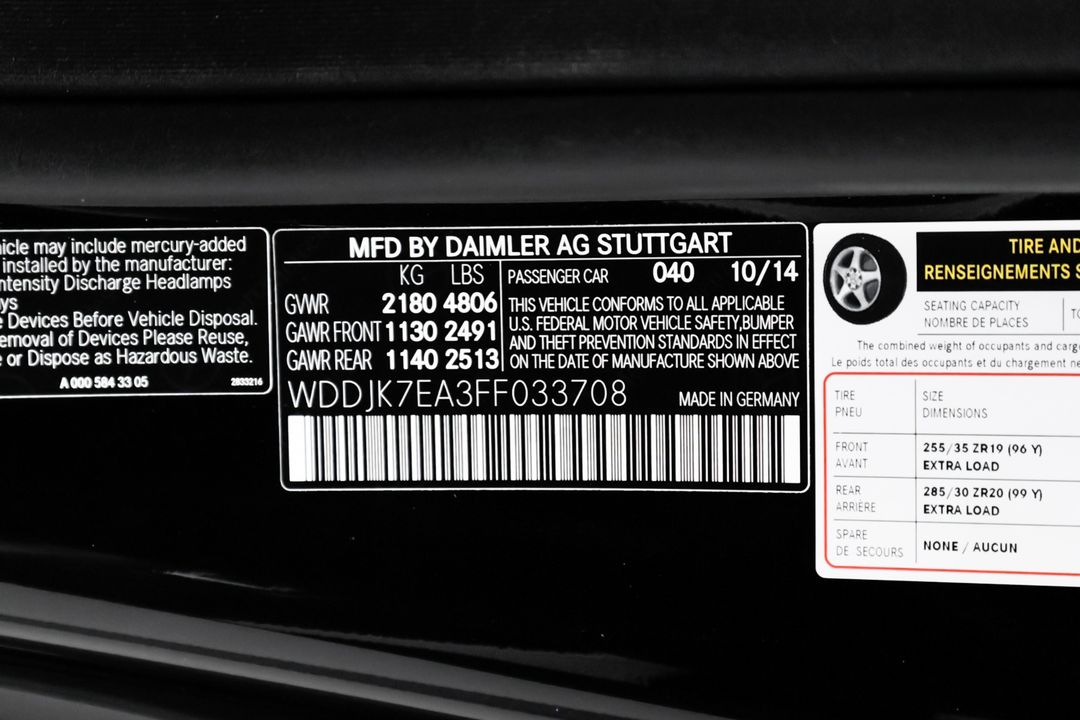 icle may include mercury-added
installed by the manufacturer:
ntensity Discharge Headlamps
ys
e Devices Before Vehicle Disposal.
emoval of Devices Please Reuse,
e or Dispose as Hazardous Waste.
A 000 584 33 05 2833216
MFD BY DAIMLER AG STUTTGART
KG LBS
GVWR 2180 4806
GAWR FRONT 1130 2491
GAWR REAR 1140 2513
PASSENGER CAR 040 10/14
THIS VEHICLE CONFORMS TO ALL APPLICABLE
U.S. FEDERAL MOTOR VEHICLE SAFETY,BUMPER
AND THEFT PREVENTION STANDARDS IN EFFECT
ON THE DATE OF MANUFACTURE SHOWN ABOVE
WDDJK7EA3FF033708 MADE IN GERMANY
TIRE AND
RENSEIGNEMENTS S
SEATING CAPACITY
NOMBRE DE PLACES
TO
The combined weight of occupants and carg
Le poids total des occupants et du chargement ne
TIRE SIZE
PNEU DIMENSIONS
FRONT 255/35 ZR19 (96 Y)
AVANT EXTRA LOAD
REAR 285/30 ZR20 (99 Y)
ARRIÈRE EXTRA LOAD
SPARE
DE SECOURS NONE / AUCUN